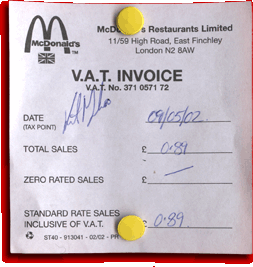 McDonald's
TM
McDonald's Restaurants Limited
11/59 High Road, East Finchley
London N2 8AW
V.A.T. INVOICE
V.A.T. No. 371 0571 72
DATE 09/05/02
(TAX POINT)
TOTAL SALES £ 0.89
ZERO RATED SALES £ . —
STANDARD RATE SALES
INCLUSIVE OF V.A.T. £ 0.89
ST40 - 913041 - 02/02 - PR